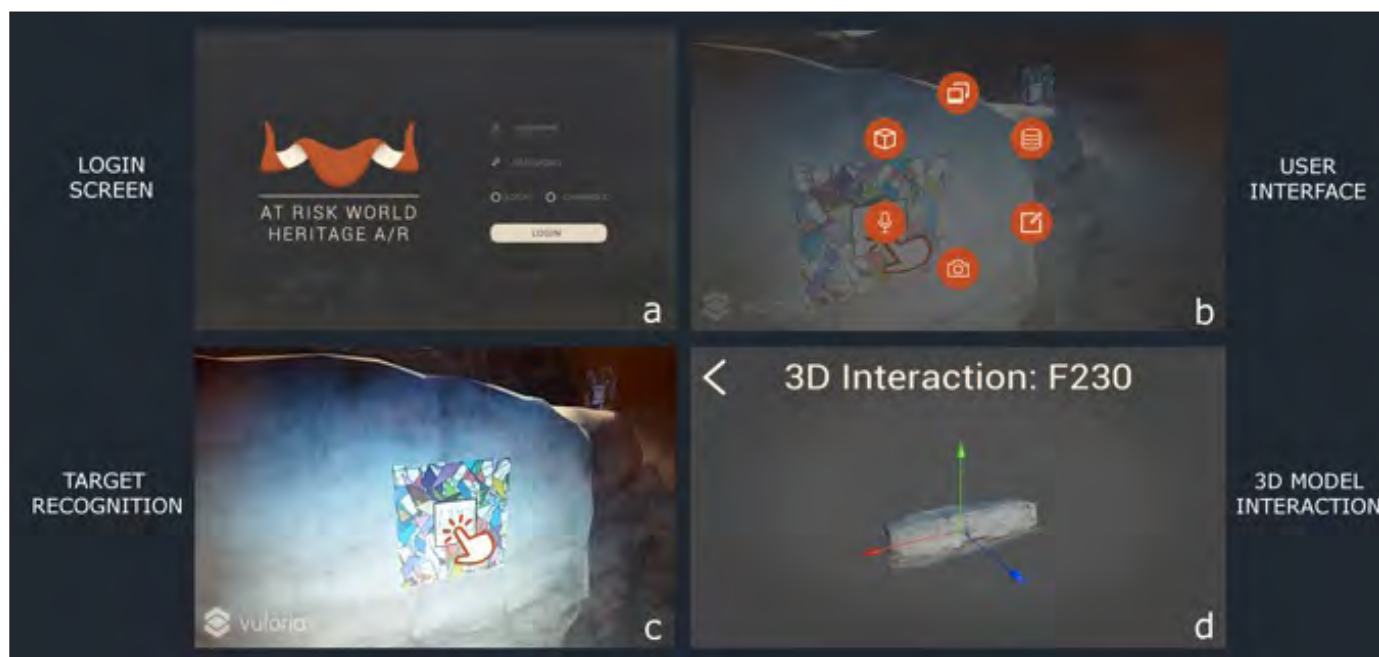 LOGIN
SCREEN
AT RISK WORLD
HERITAGE A/R
LOGIN
a
b
USER
INTERFACE
TARGET
RECOGNITION
vuforia
c
3D Interaction: F230
d
3D MODEL
INTERACTION